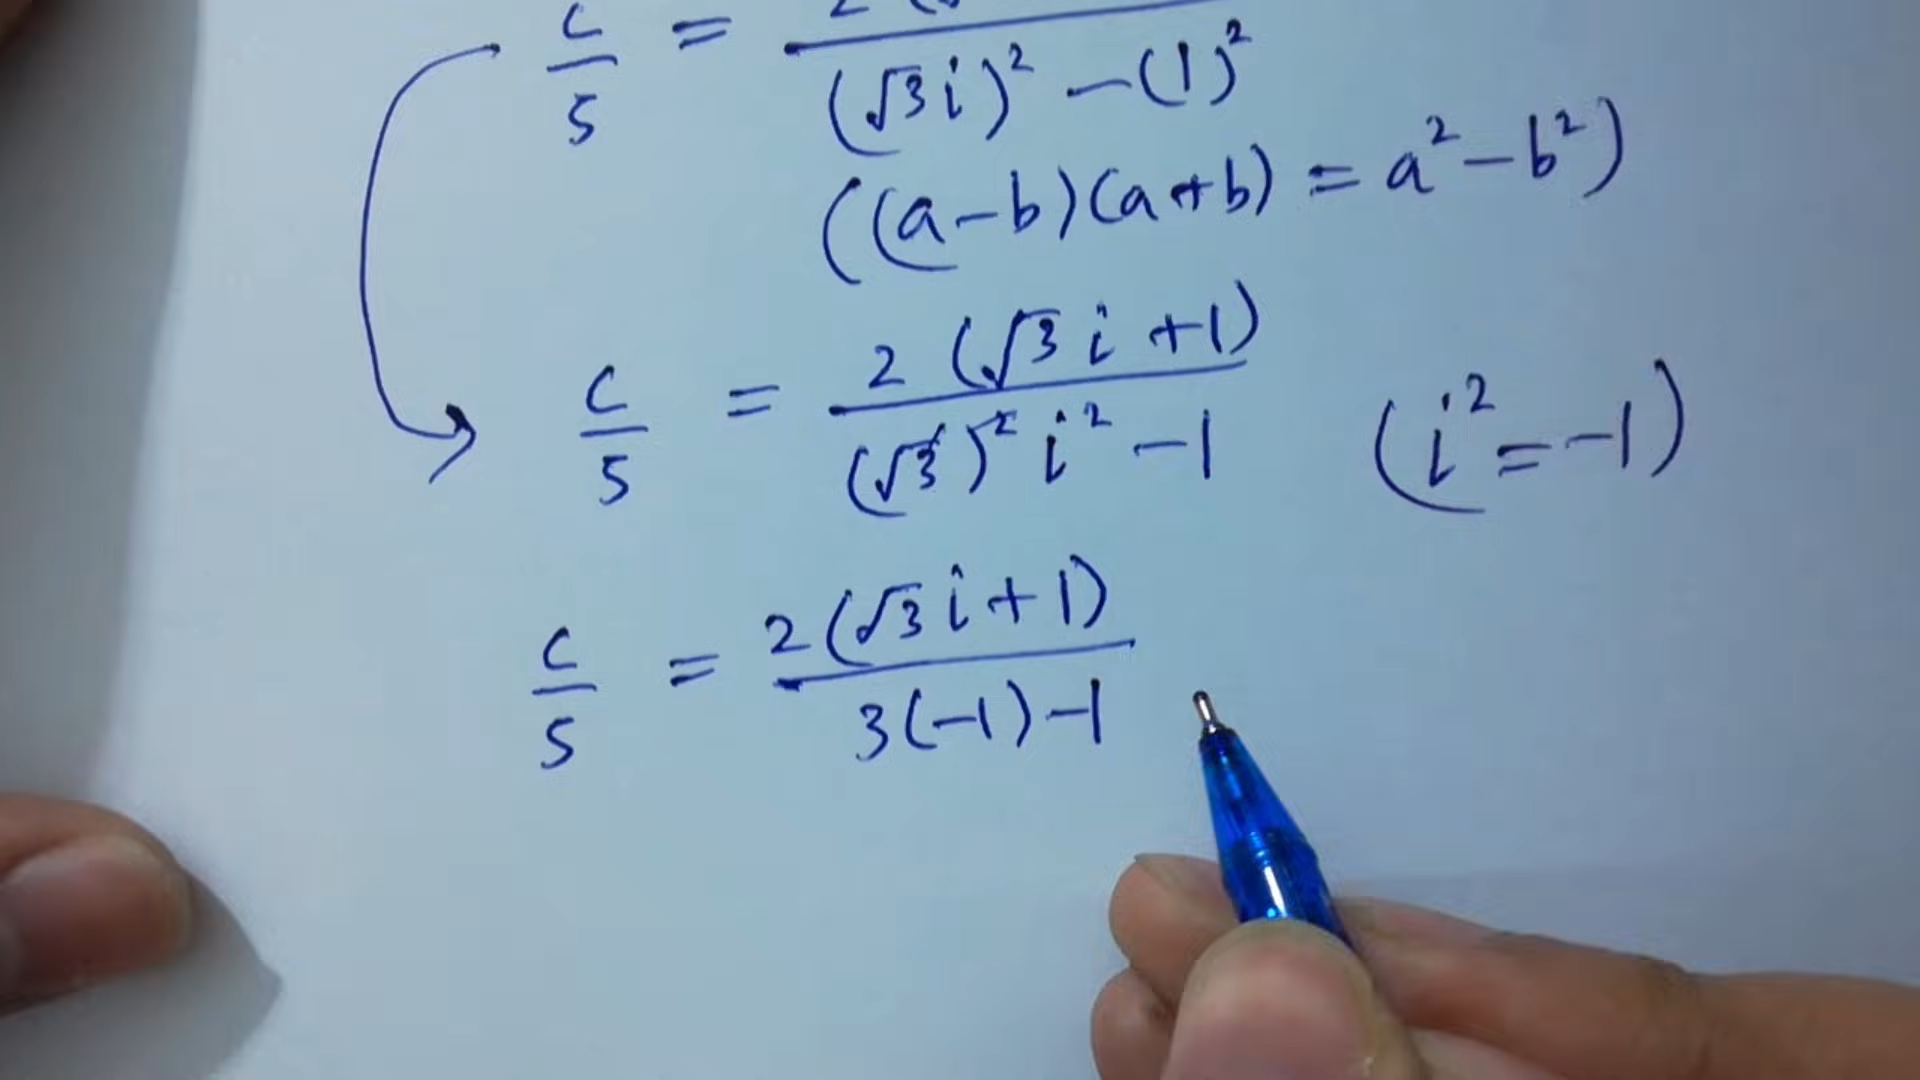 c/5 = 2 ( / (√3 i)² - (1)²
((a-b)(a+b) = a² - b²)
c/5 = 2 (√3 i + 1) / (√3)² i² - 1 (i² = -1)
c/5 = 2 (√3 i + 1) / 3(-1) - 1